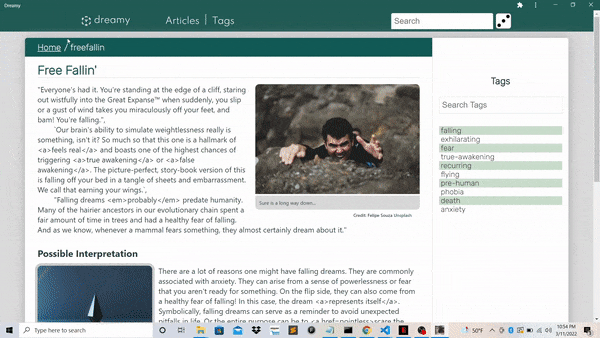 Dreamy
dreamy
Articles | Tags
Search
Home / freefallin
Free Fallin'
"Everyone's had it. You're standing at the edge of a cliff, staring
out wistfully into the Great Expanse™ when suddenly, you slip
or a gust of wind takes you miraculously off your feet, and
bam! You're falling.",
`Our brain's ability to simulate weightlessness really is
something, isn't it? So much so that this is a hallmark of
<a>feels real</a> and boasts one of the highest chances of
triggering <a>true awakening</a> or <a>false
awakening</a>. The picture-perfect, story-book version of this
is falling off your bed in a tangle of sheets and embarrassment.
We call that earning your wings.`,
"Falling dreams <em>probably</em> predate humanity.
Many of the hairier ancestors in our evolutionary chain spent a
fair amount of time in trees and had a healthy fear of falling.
And as we know, whenever a mammal fears something, they almost certainly dream about it."
Sure is a long way down...
Credit: Felipe Souza Unsplash
Possible Interpretation
There are a lot of reasons one might have falling dreams. They are commonly
associated with anxiety. They can arise from a sense of powerlessness or fear
that you aren't ready for something. On the flip side, they can also come from
a healthy fear of falling! In this case, the dream <a>represents itself</a>.
Symbolically, falling dreams can serve as a reminder to avoid unexpected
pitfalls in life. Or the entire purpose can be to <a href=pointless>scare the
Tags
Search Tags
falling
exhilarating
fear
true-awakening
recurring
flying
pre-human
phobia
death
anxiety
Type here to search
50°F
10:54 PM
3/11/2022